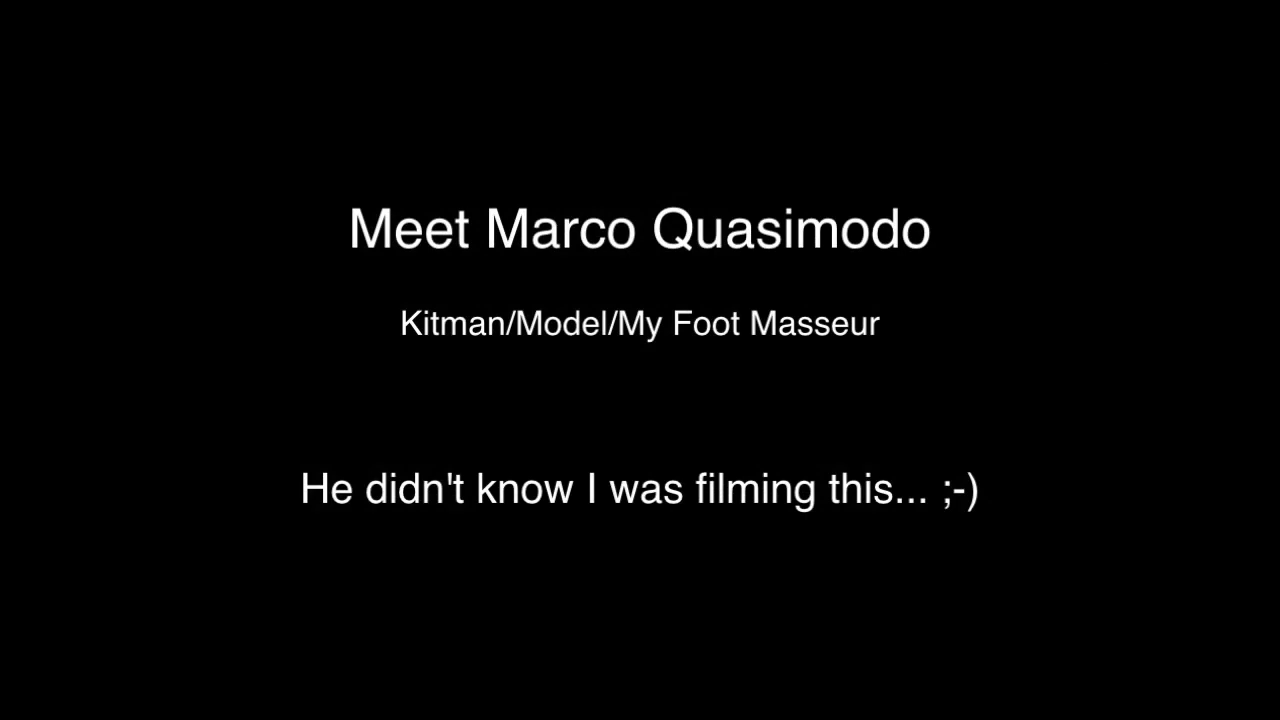 Meet Marco Quasimodo
Kitman/Model/My Foot Masseur
He didn't know I was filming this... ;-)